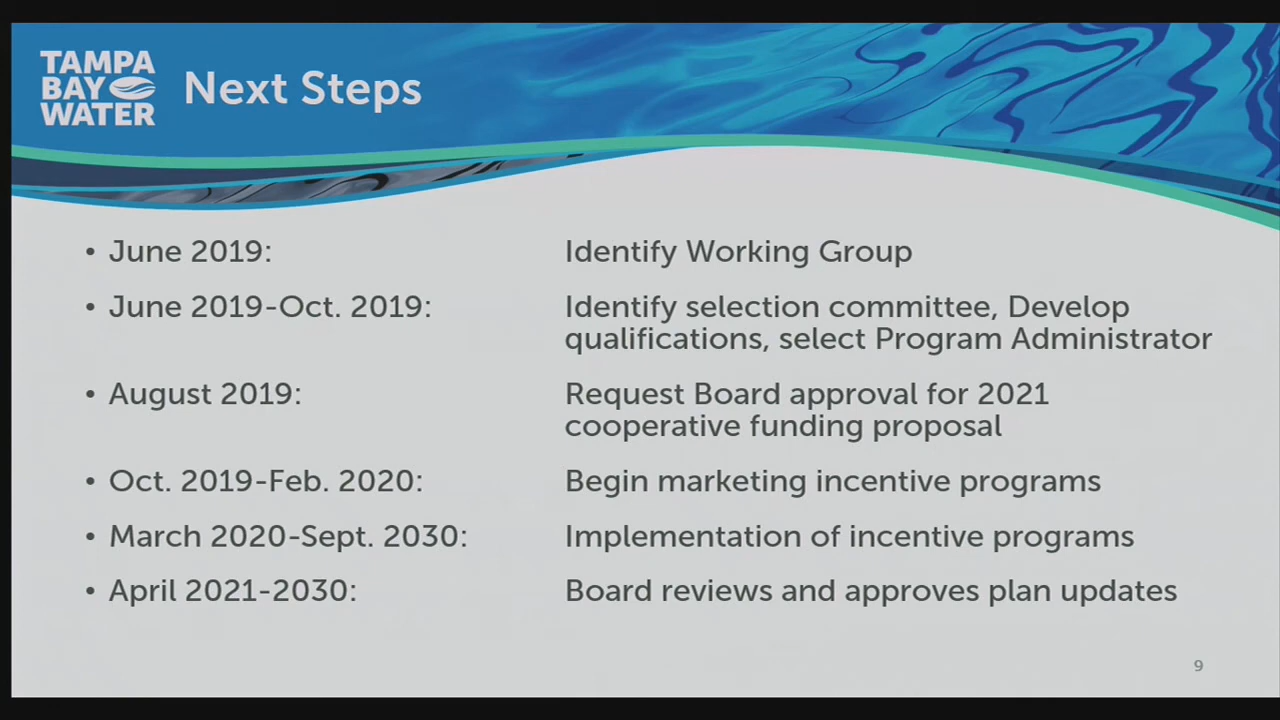 TAMPA
BAY
WATER
Next Steps
• June 2019: Identify Working Group
• June 2019-Oct. 2019: Identify selection committee, Develop
qualifications, select Program Administrator
• August 2019: Request Board approval for 2021
cooperative funding proposal
• Oct. 2019-Feb. 2020: Begin marketing incentive programs
• March 2020-Sept. 2030: Implementation of incentive programs
• April 2021-2030: Board reviews and approves plan updates
9